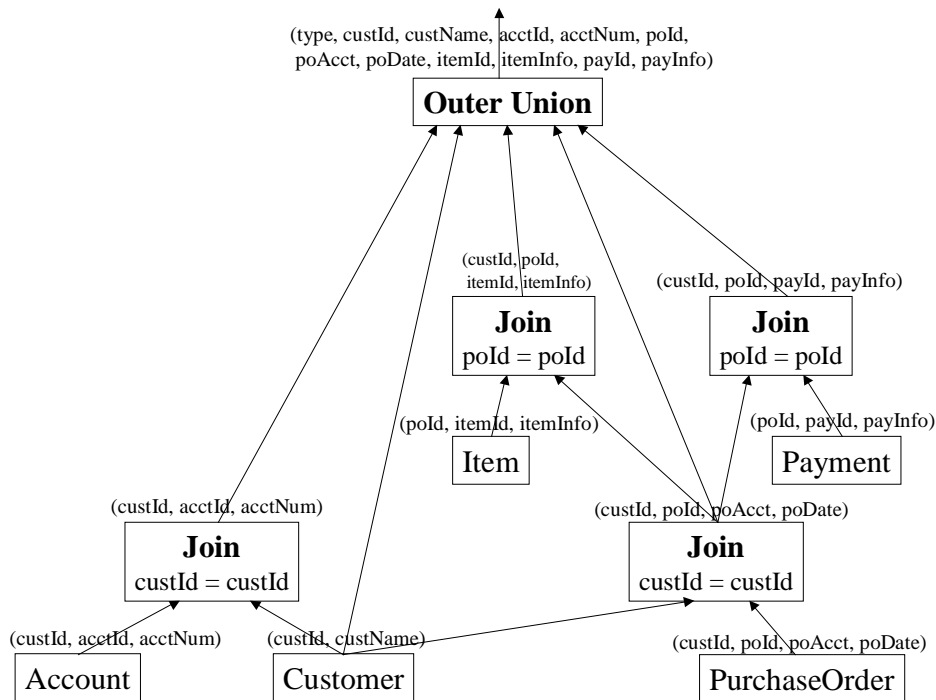 (type, custId, custName, acctId, acctNum, poId,
poAcct, poDate, itemId, itemInfo, payId, payInfo)
Outer Union
(custId, poId,
itemId, itemInfo)
(custId, poId, payId, payInfo)
Join
poId = poId
Join
poId = poId
(poId, itemId, itemInfo)
(poId, payId, payInfo)
Item
Payment
(custId, acctId, acctNum)
(custId, poId, poAcct, poDate)
Join
custId = custId
Join
custId = custId
(custId, acctId, acctNum)
(custId, custName)
(custId, poId, poAcct, poDate)
Account
Customer
PurchaseOrder